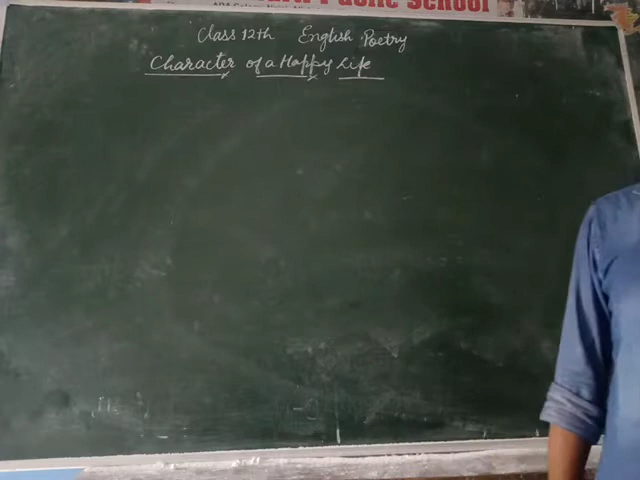 Public School
Class 12th English Poetry
Character of a Happy Life